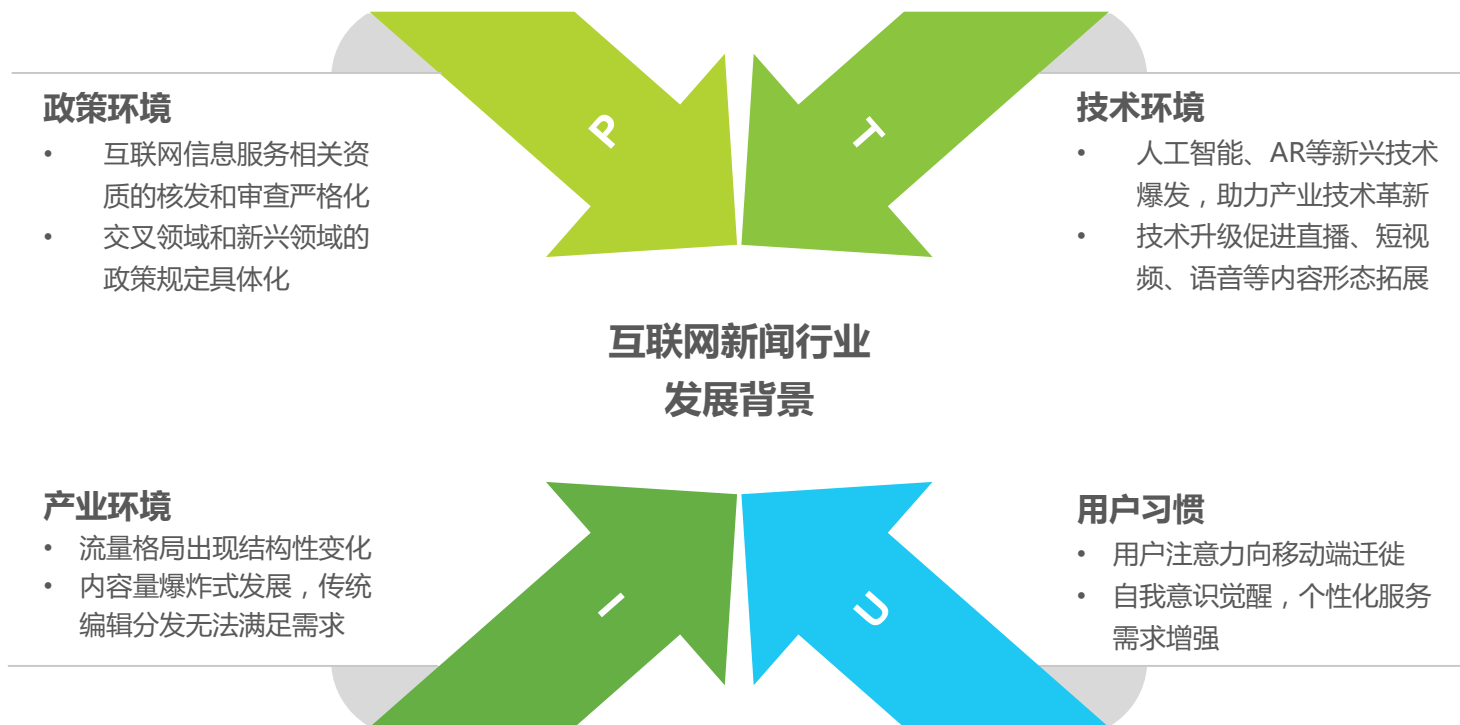 政策环境
• 互联网信息服务相关资
质的核发和审查严格化
• 交叉领域和新兴领域的
政策规定具体化
P
T
技术环境
• 人工智能、AR等新兴技术
爆发，助力产业技术革新
• 技术升级促进直播、短视
频、语音等内容形态拓展
互联网新闻行业
发展背景
产业环境
• 流量格局出现结构性变化
• 内容量爆炸式发展，传统
编辑分发无法满足需求
I
U
用户习惯
• 用户注意力向移动端迁徙
• 自我意识觉醒，个性化服务
需求增强